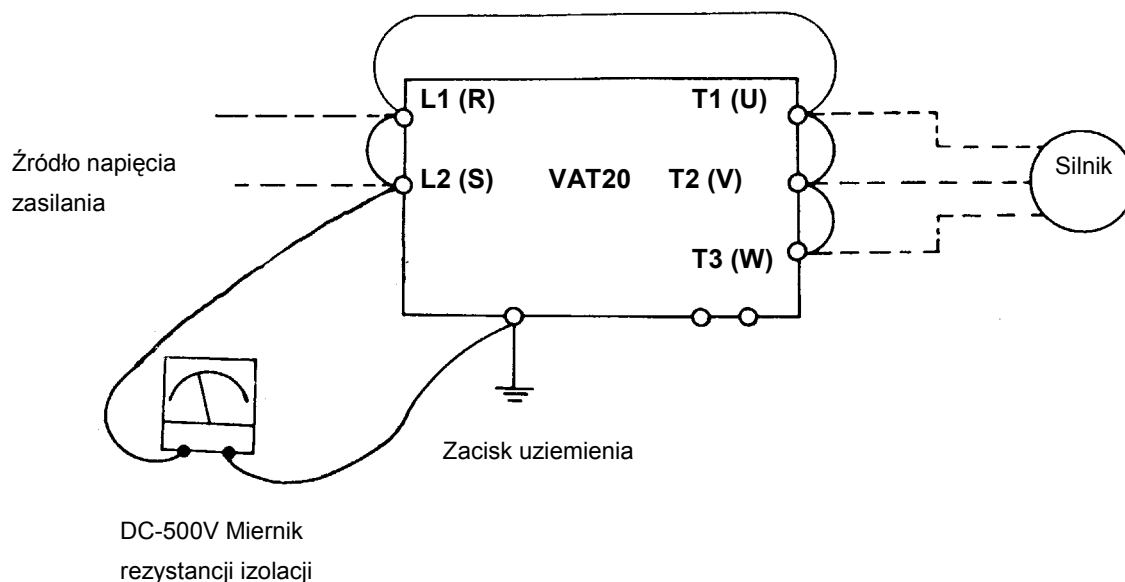 L1 (R)
T1 (U)
Źródło napięcia
zasilania
L2 (S)
VAT20
T2 (V)
Silnik
T3 (W)
Zacisk uziemienia
DC-500V Miernik
rezystancji izolacji